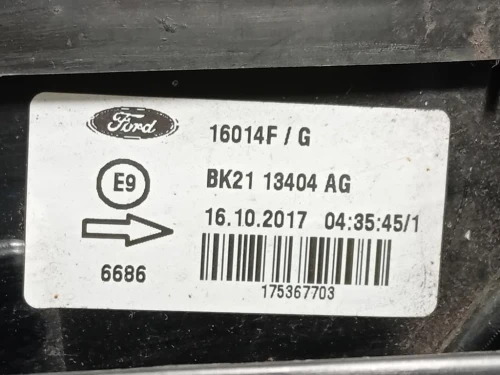 Ford
16014F / G
E9
BK21 13404 AG
16.10.2017 04:35:45/1
6686
175367703